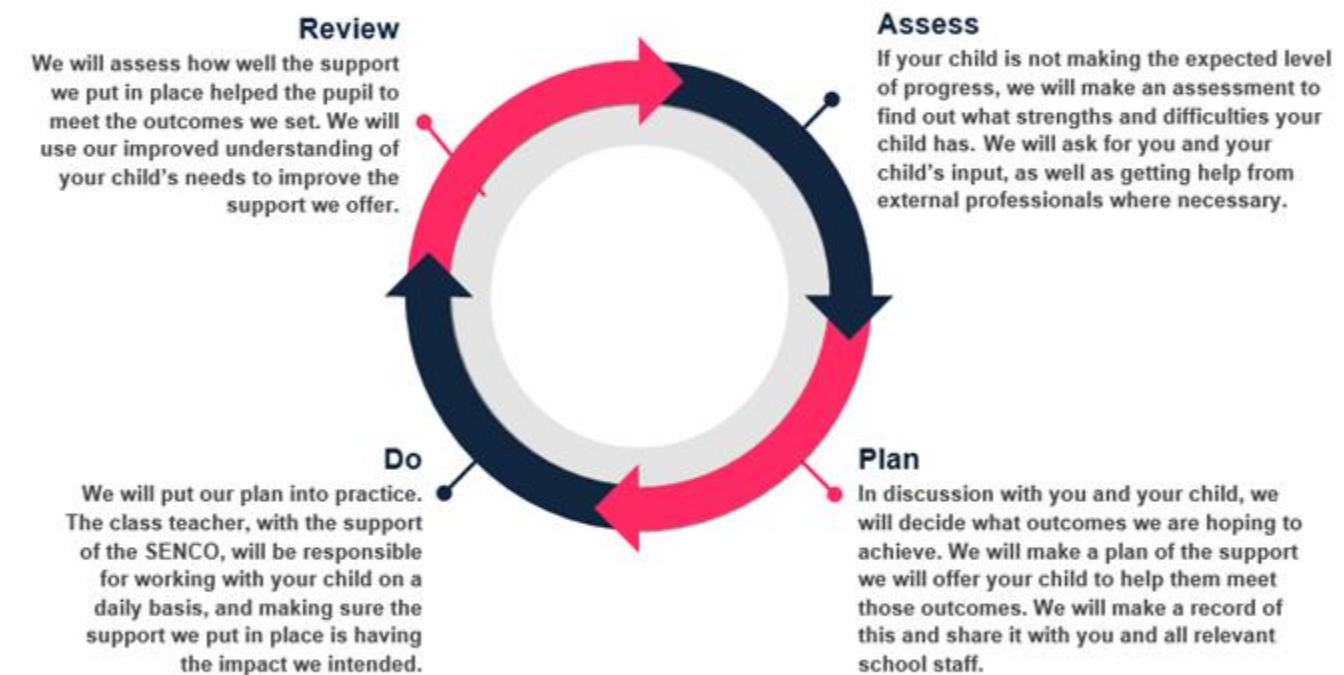 Review
We will assess how well the support
we put in place helped the pupil to
meet the outcomes we set. We will
use our improved understanding of
your child's needs to improve the
support we offer.
Assess
If your child is not making the expected level
of progress, we will make an assessment to
find out what strengths and difficulties your
child has. We will ask for you and your
child's input, as well as getting help from
external professionals where necessary.
Do
We will put our plan into practice.
The class teacher, with the support
of the SENCO, will be responsible
for working with your child on a
daily basis, and making sure the
support we put in place is having
the impact we intended.
Plan
In discussion with you and your child, we
will decide what outcomes we are hoping to
achieve. We will make a plan of the support
we will offer your child to help them meet
those outcomes. We will make a record of
this and share it with you and all relevant
school staff.